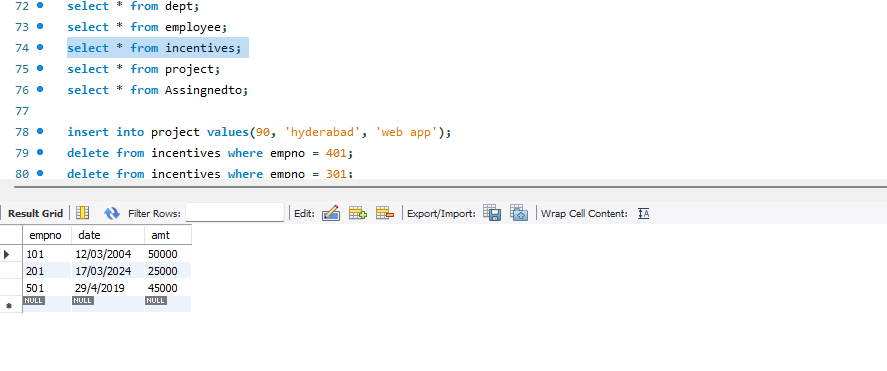 72 select * from dept;
73 select * from employee;
74 select * from incentives;
75 select * from project;
76 select * from Assingnedto;
77
78 insert into project values(90, 'hyderabad', 'web app');
79 delete from incentives where empno = 401;
80 delete from incentives where empno = 301;
Result Grid Filter Rows: Edit: Export/Import: Wrap Cell Content: IA
empno date amt
101 12/03/2004 50000
201 17/03/2024 25000
501 29/4/2019 45000
NULL NULL NULL